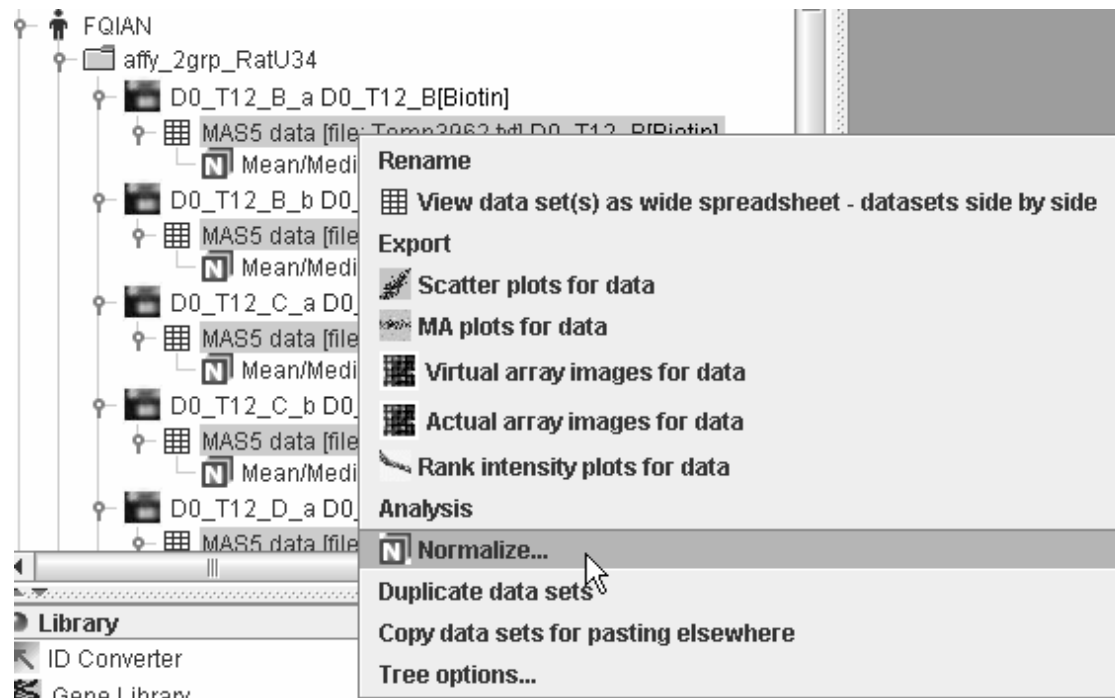 FQIAN
affy_2grp_RatU34
D0_T12_B_a D0_T12_B[Biotin]
MAS5 data [file: Temp3962.txt] D0_T12_B[Biotin]
N Mean/Medi
D0_T12_B_b D0_
MAS5 data [file
N Mean/Medi
D0_T12_C_a D0_
MAS5 data [file
N Mean/Medi
D0_T12_C_b D0_
MAS5 data [file
N Mean/Medi
D0_T12_D_a D0_
MAS5 data [file
Rename
View data set(s) as wide spreadsheet - datasets side by side
Export
Scatter plots for data
MA plots for data
Virtual array images for data
Actual array images for data
Rank intensity plots for data
Analysis
N Normalize...
Duplicate data sets
Copy data sets for pasting elsewhere
Tree options...
Library
ID Converter
Gene Library